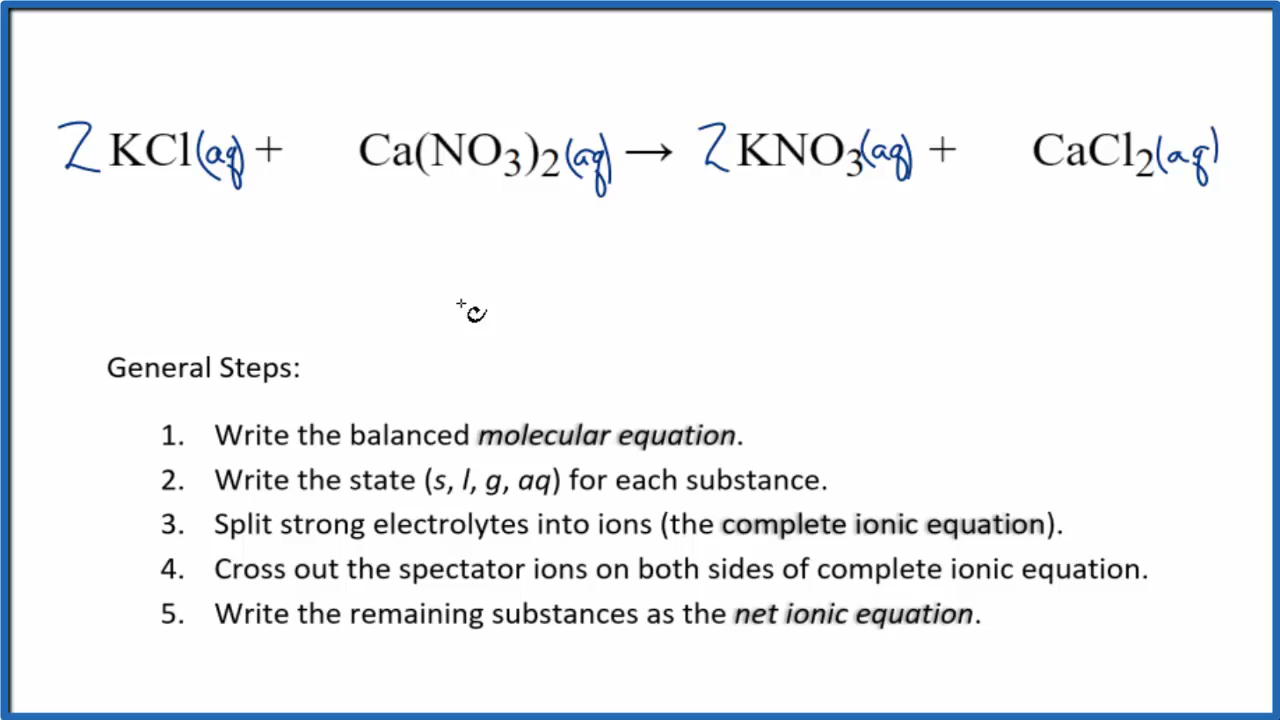 2 KCl(aq) + Ca(NO₃)₂(aq) → 2 KNO₃(aq) + CaCl₂(aq)
General Steps:
1. Write the balanced molecular equation.
2. Write the state (s, l, g, aq) for each substance.
3. Split strong electrolytes into ions (the complete ionic equation).
4. Cross out the spectator ions on both sides of complete ionic equation.
5. Write the remaining substances as the net ionic equation.